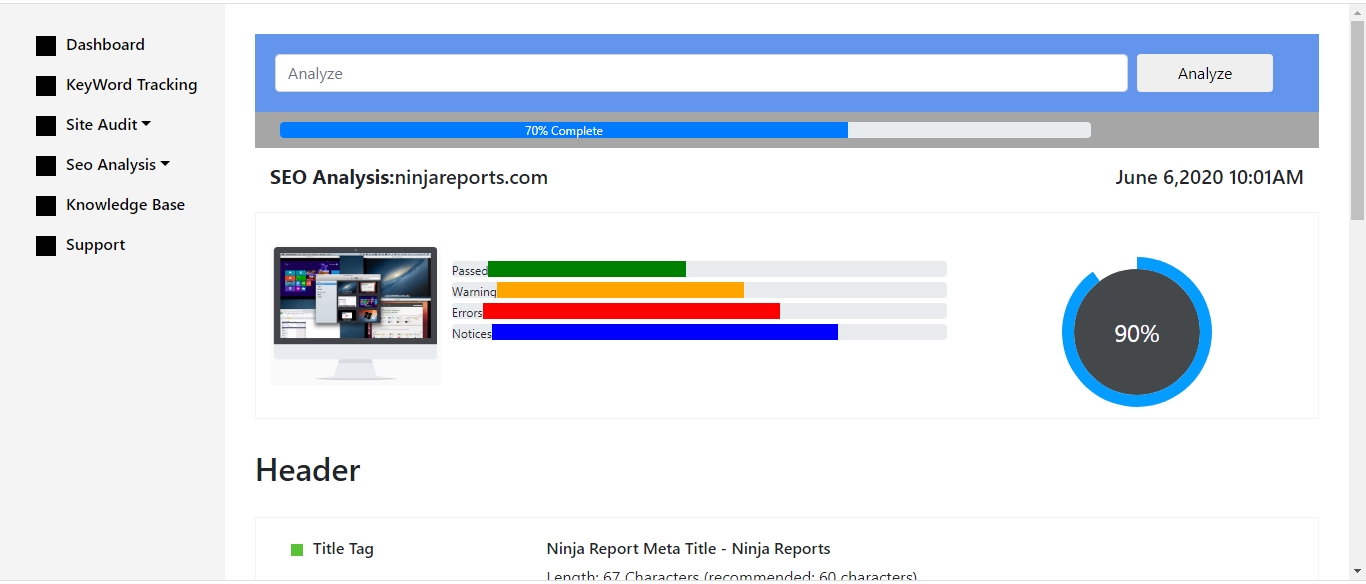 Dashboard
KeyWord Tracking
Site Audit
Seo Analysis
Knowledge Base
Support
Analyze
Analyze
70% Complete
SEO Analysis:ninjareports.com
June 6,2020 10:01AM
Passed
Warning
Errors
Notices
90%
Header
Title Tag
Ninja Report Meta Title - Ninja Reports
Length: 67 Characters (recommended: 60 characters)